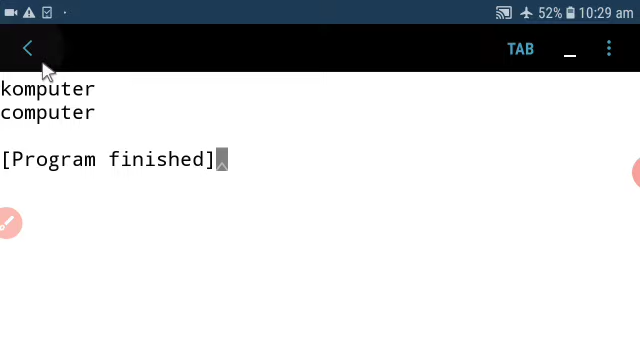 52% 10:29 am
TAB _
komputer
computer
[Program finished]